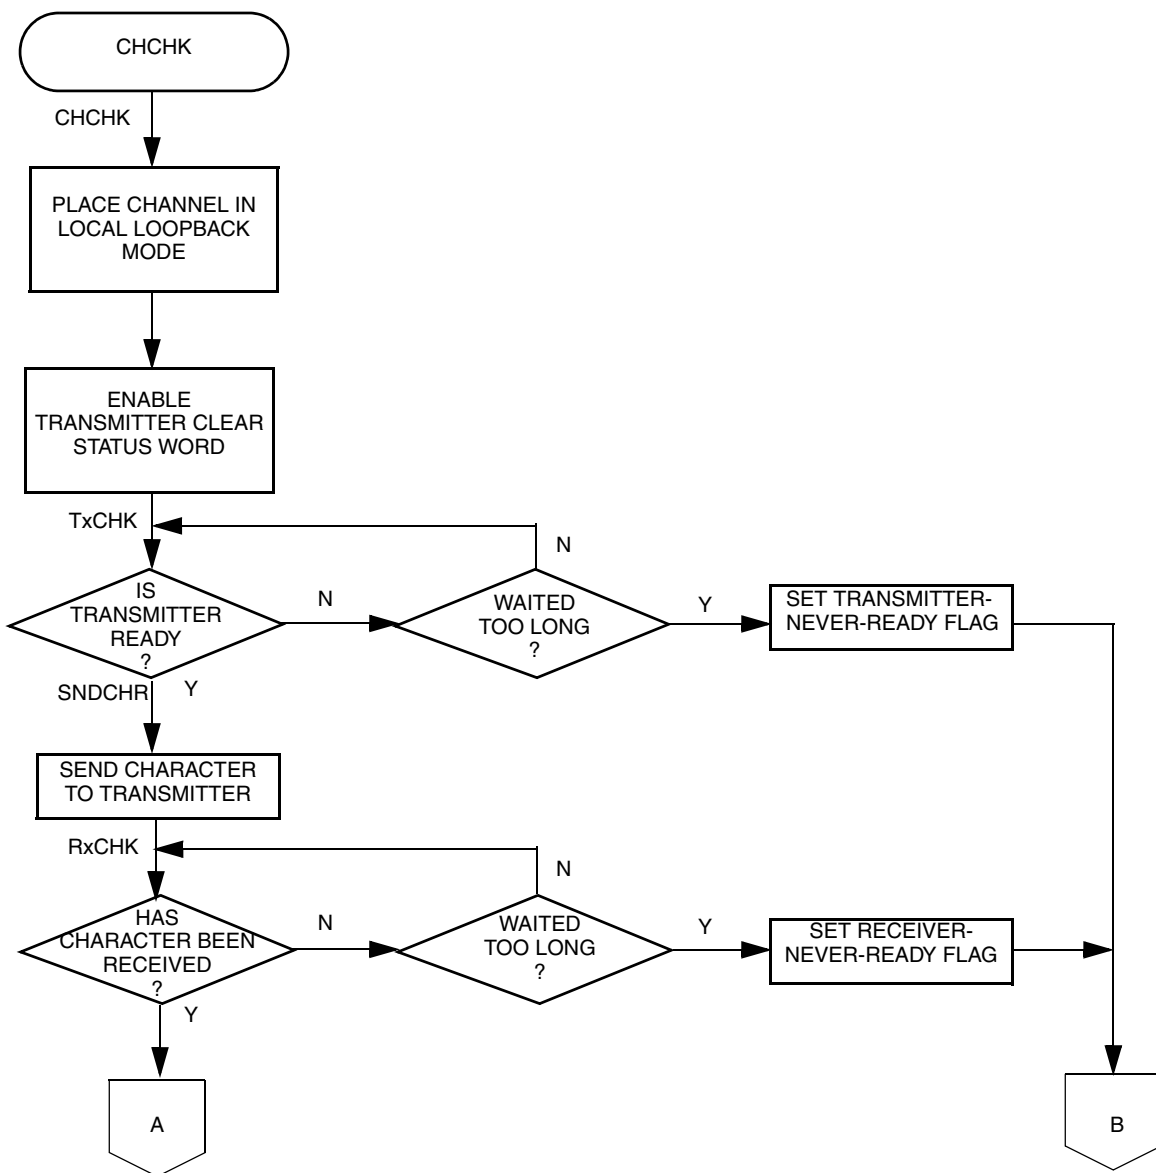 CHCHK
CHCHK
PLACE CHANNEL IN
LOCAL LOOPBACK
MODE
ENABLE
TRANSMITTER CLEAR
STATUS WORD
TxCHK
N
IS
TRANSMITTER
READY
?
N
WAITED
TOO LONG
?
Y
SET TRANSMITTER-
NEVER-READY FLAG
SNDCHR
Y
SEND CHARACTER
TO TRANSMITTER
RxCHK
N
HAS
CHARACTER BEEN
RECEIVED
?
N
WAITED
TOO LONG
?
Y
SET RECEIVER-
NEVER-READY FLAG
Y
A
B